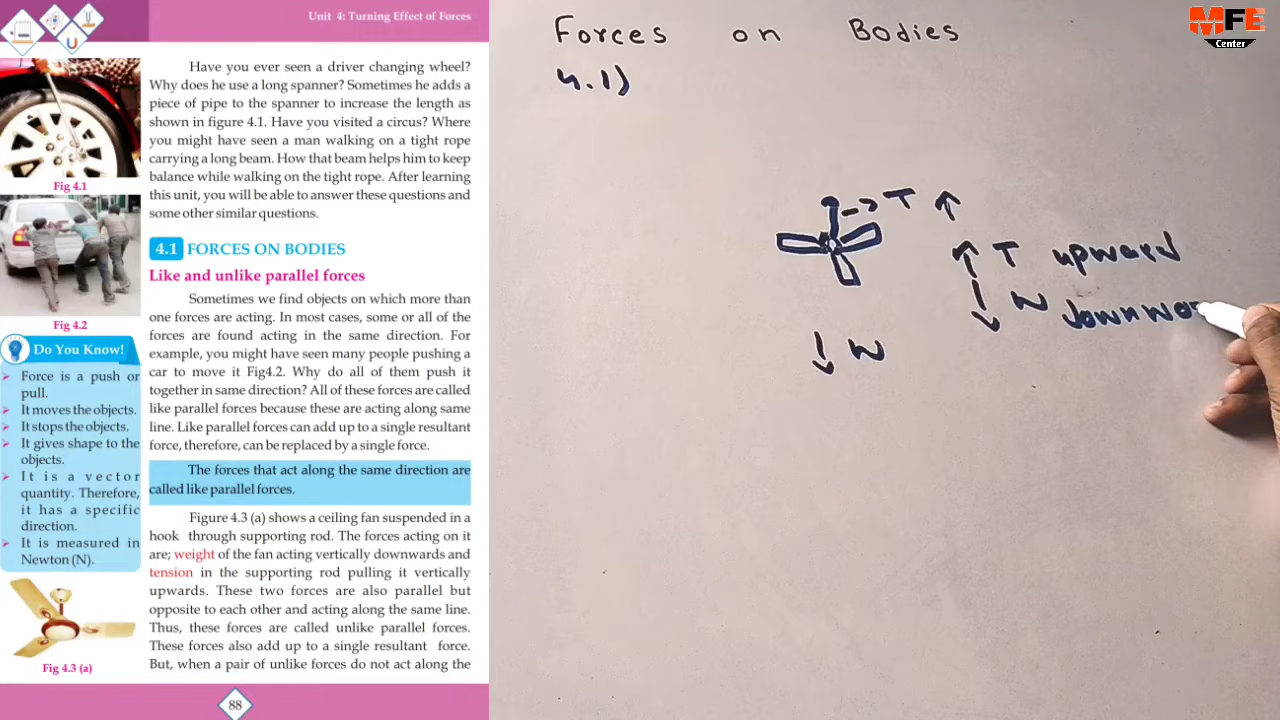 Unit 4: Turning Effect of Forces
Have you ever seen a driver changing wheel?
Why does he use a long spanner? Sometimes he adds a
piece of pipe to the spanner to increase the length as
shown in figure 4.1. Have you visited a circus? Where
you might have seen a man walking on a tight rope
carrying a long beam. How that beam helps him to keep
balance while walking on the tight rope. After learning
this unit, you will be able to answer these questions and
some other similar questions.
Fig 4.1
Fig 4.2
4.1 FORCES ON BODIES
Like and unlike parallel forces
Sometimes we find objects on which more than
one forces are acting. In most cases, some or all of the
forces are found acting in the same direction. For
example, you might have seen many people pushing a
car to move it Fig4.2. Why do all of them push it
together in same direction? All of these forces are called
like parallel forces because these are acting along same
line. Like parallel forces can add up to a single resultant
force, therefore, can be replaced by a single force.
The forces that act along the same direction are
called like parallel forces.
Figure 4.3 (a) shows a ceiling fan suspended in a
hook through supporting rod. The forces acting on it
are; weight of the fan acting vertically downwards and
tension in the supporting rod pulling it vertically
upwards. These two forces are also parallel but
opposite to each other and acting along the same line.
Thus, these forces are called unlike parallel forces.
These forces also add up to a single resultant force.
But, when a pair of unlike forces do not act along the
Do You Know!
Force is a push or
pull.
It moves the objects.
It stops the objects.
It gives shape to the
objects.
It is a vector
quantity. Therefore,
it has a specific
direction.
It is measured in
Newton (N).
Fig 4.3 (a)
88
Forces on Bodies
4.1)
→ T ↑
↑ T upward
↓ W downwa
↓ W
MFE
Center